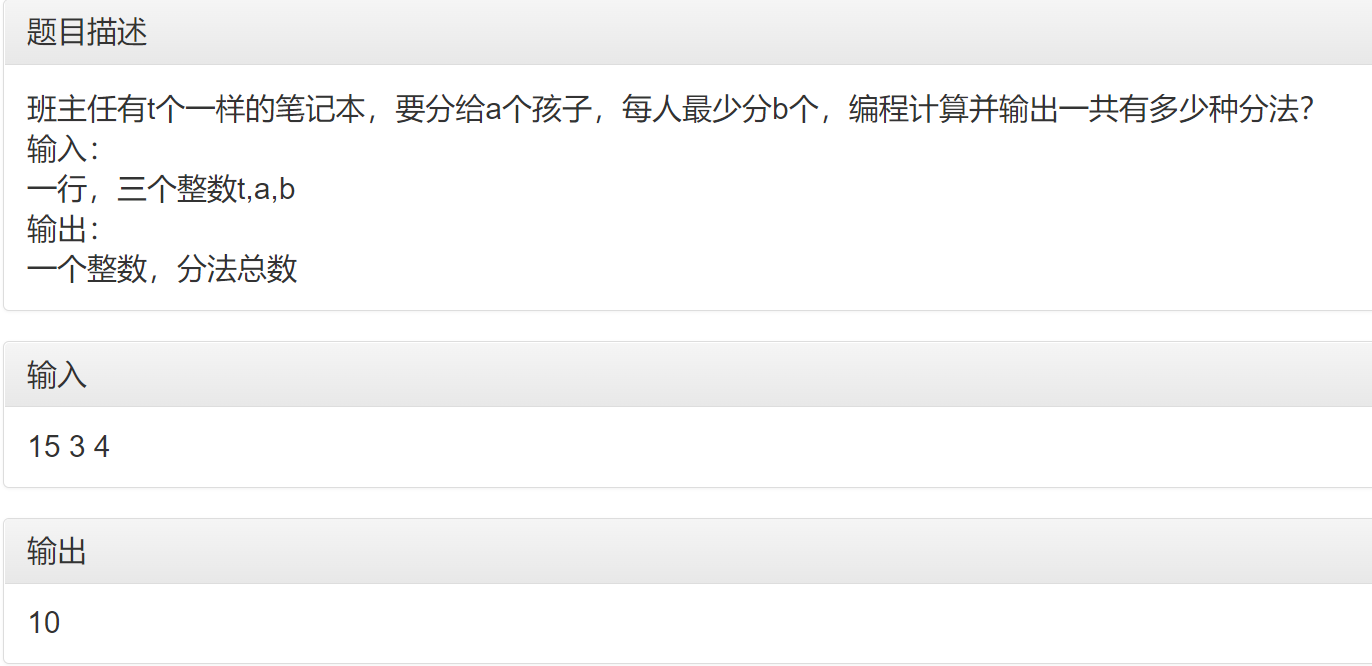 题目描述
班主任有t个一样的笔记本，要分给a个孩子，每人最少分b个，编程计算并输出一共有多少种分法？
输入：
一行，三个整数t,a,b
输出：
一个整数，分法总数
输入
15 3 4
输出
10